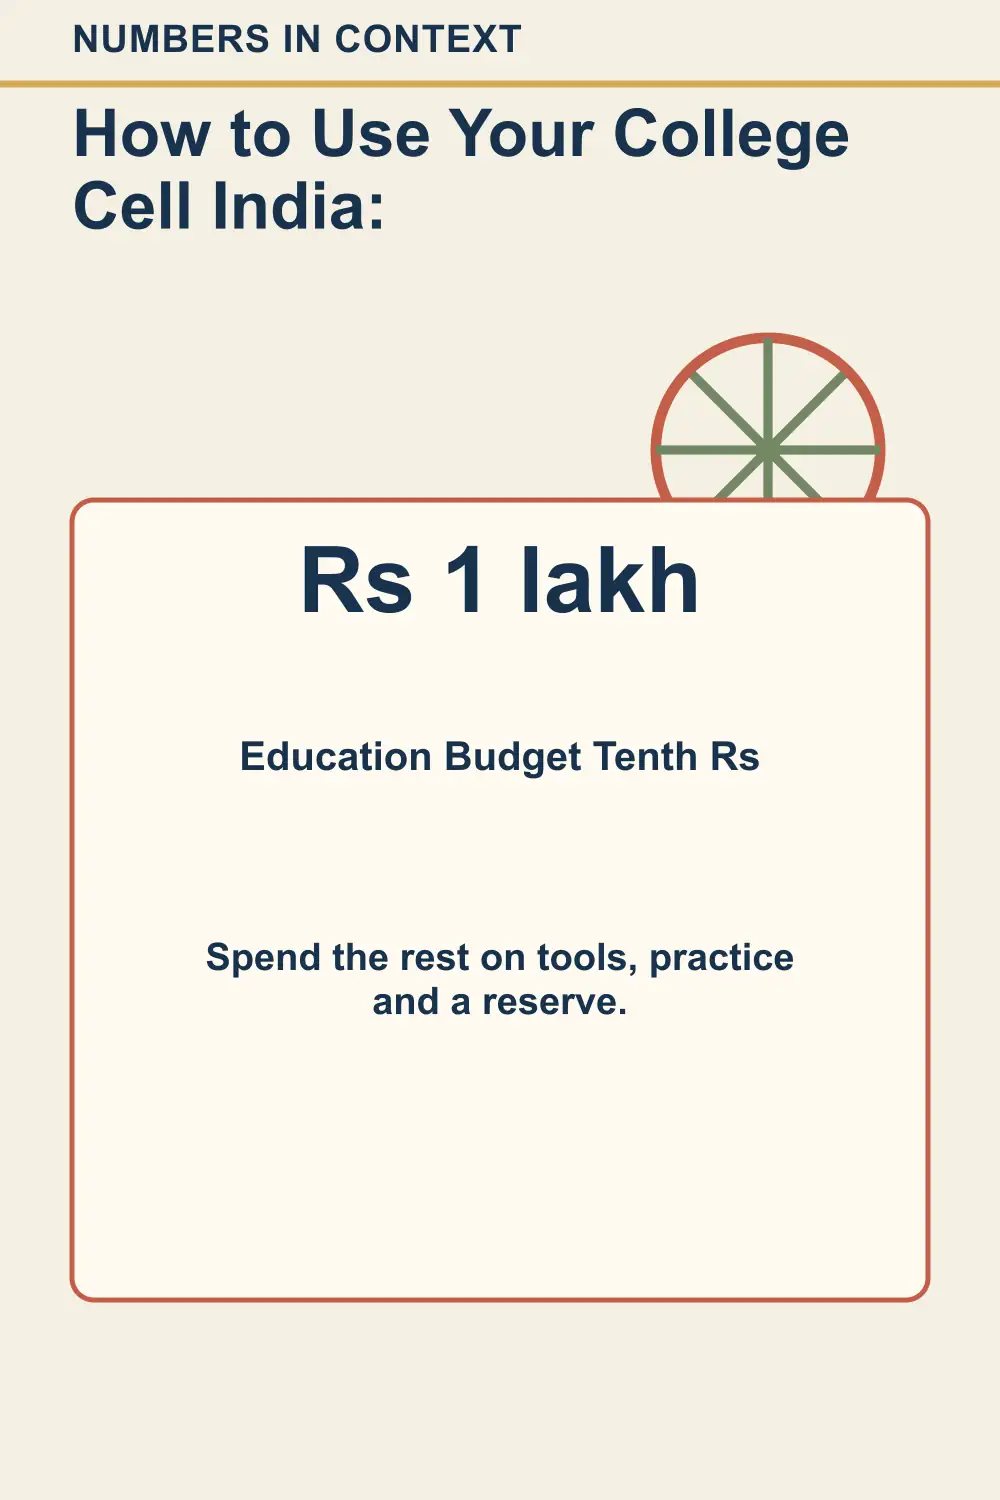 NUMBERS IN CONTEXT
How to Use Your College
Cell India:
Rs 1 lakh
Education Budget Tenth Rs
Spend the rest on tools, practice
and a reserve.